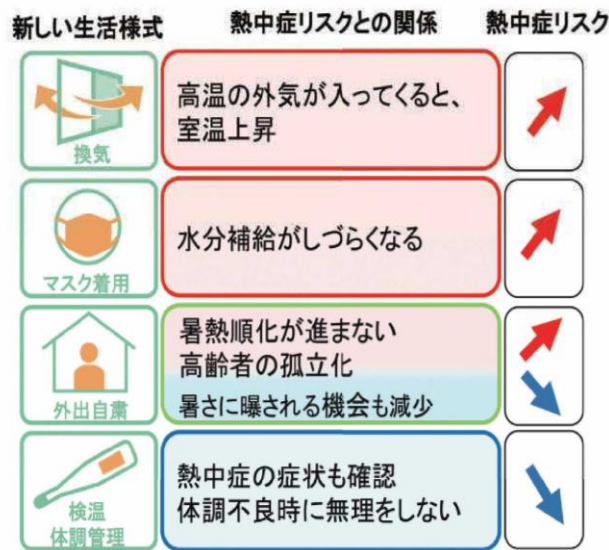 新しい生活様式 熱中症リスクとの関係 熱中症リスク
高温の外気が入ってくると、
室温上昇
換気
水分補給がしづらくなる
マスク着用
暑熱順化が進まない
高齢者の孤立化
暑さに曝される機会も減少
外出自粛
熱中症の症状も確認
体調不良時に無理をしない
検温
体調管理